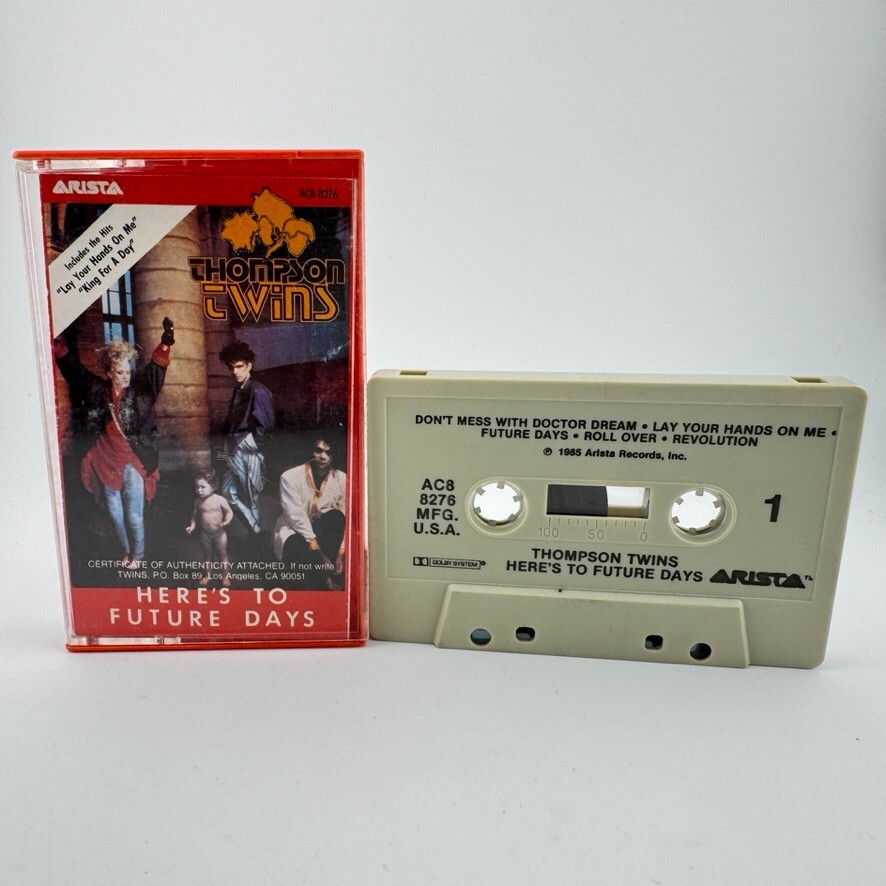 ARISTA
AC8-8276
Includes the Hits
"Lay Your Hands On Me"
"King For A Day"
THOMPSON
TWINS
CERTIFICATE OF AUTHENTICITY ATTACHED. If not write
TWINS, P.O. Box 89, Los Angeles, CA 90051
HERE'S TO
FUTURE DAYS
DON'T MESS WITH DOCTOR DREAM • LAY YOUR HANDS ON ME •
FUTURE DAYS • ROLL OVER • REVOLUTION
℗ 1985 Arista Records, Inc.
AC8
8276
MFG.
U.S.A.
100 50 0
1
DOLBY SYSTEM®
THOMPSON TWINS
HERE'S TO FUTURE DAYS
ARISTA™